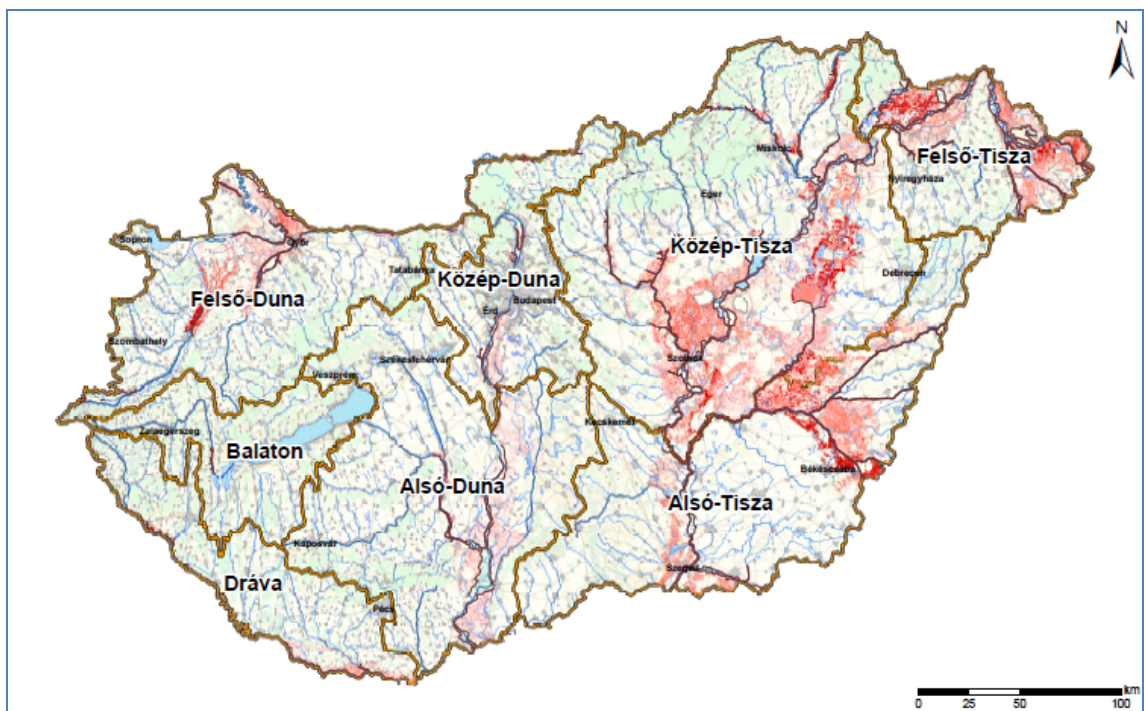 N
Miskolc
Felső-Tisza
Nyíregyháza
Eger
Sopron
Győr
Közép-Tisza
Tatabánya
Közép-Duna
Debrecen
Felső-Duna
Budapest
Érd
Szombathely
Szolnok
Székesfehérvár
Veszprém
Kecskemét
Zalaegerszeg
Balaton
Békéscsaba
Alsó-Duna
Alsó-Tisza
Kaposvár
Szeged
Dráva
Pécs
km
0 25 50 100